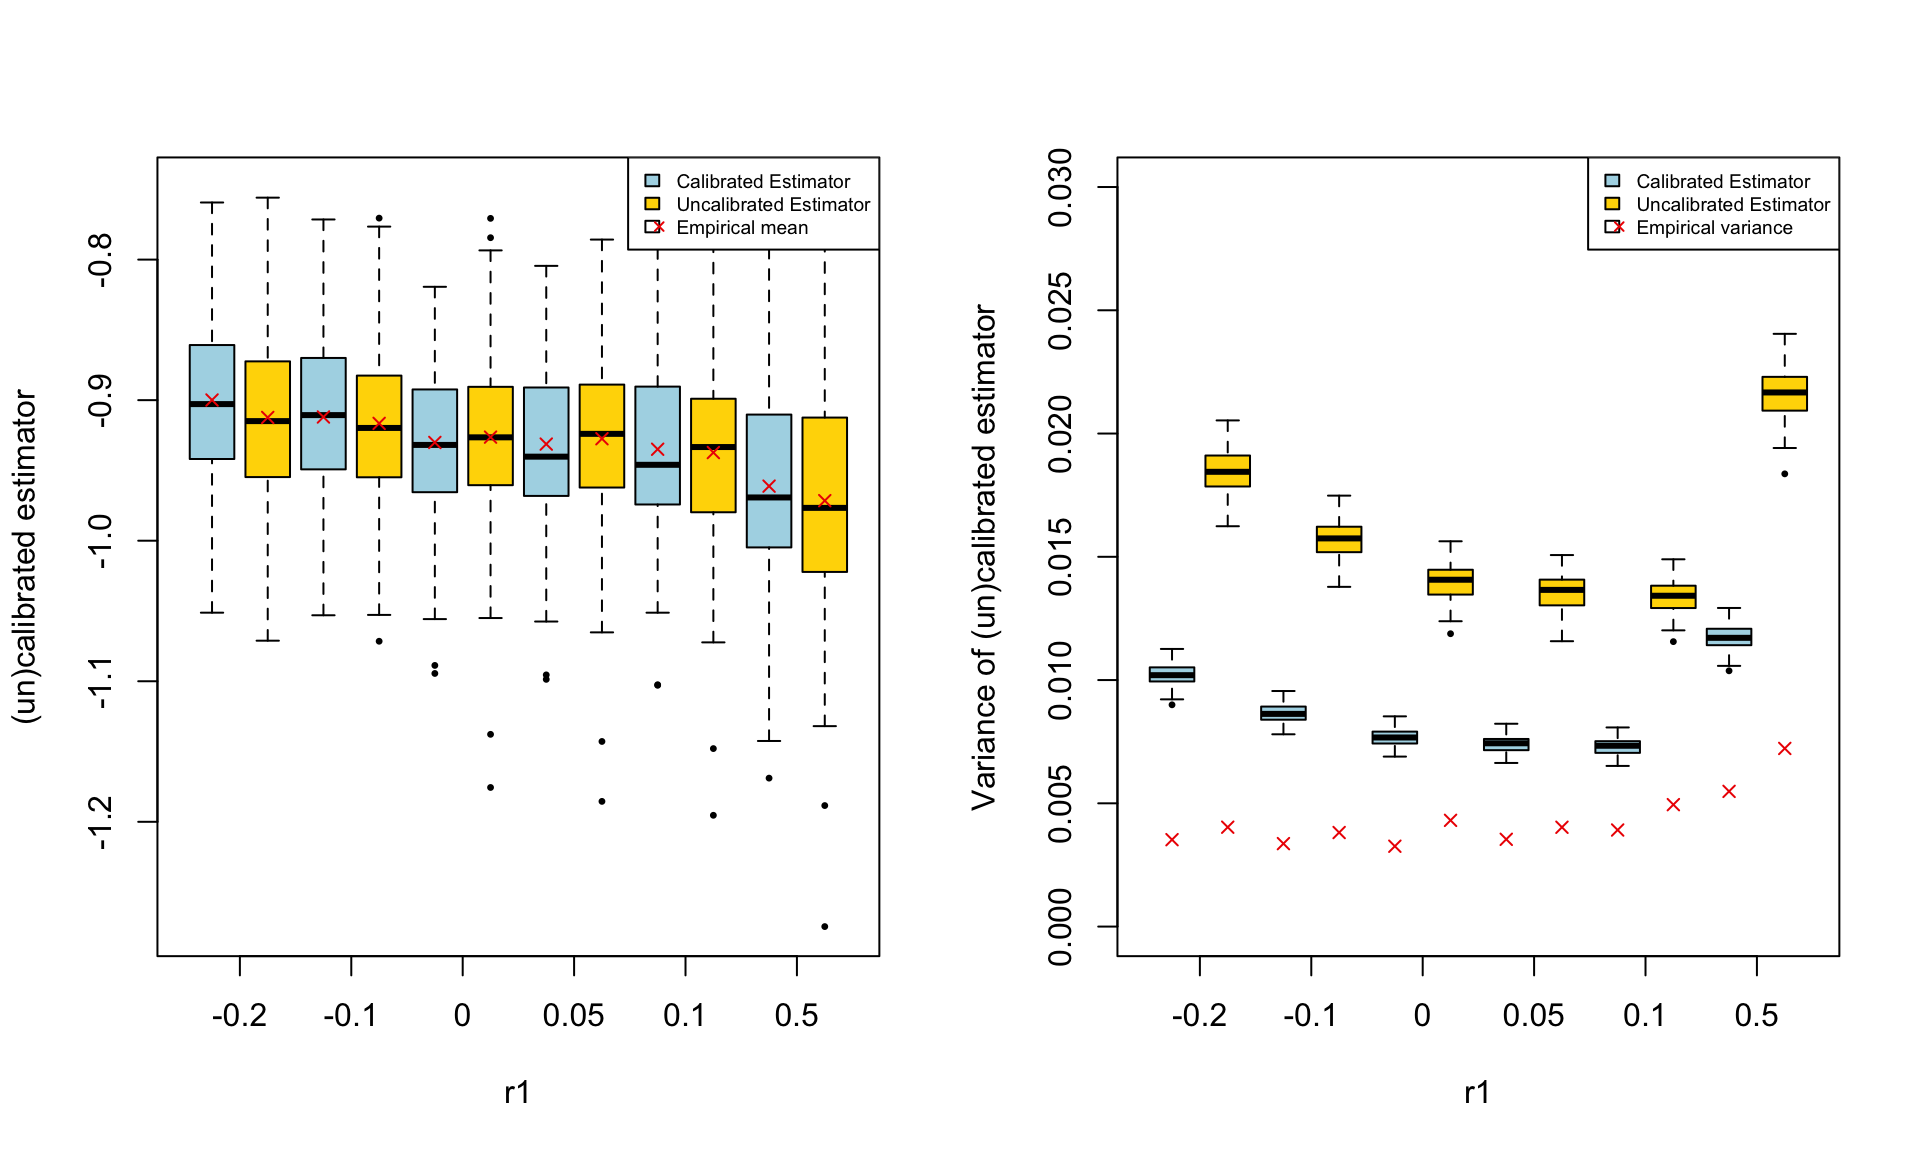 Calibrated Estimator
Uncalibrated Estimator
Empirical mean
(un)calibrated estimator
-0.8
-0.9
-1.0
-1.1
-1.2
-0.2 -0.1 0 0.05 0.1 0.5
r1
Calibrated Estimator
Uncalibrated Estimator
Empirical variance
Variance of (un)calibrated estimator
0.030
0.025
0.020
0.015
0.010
0.005
0.000
-0.2 -0.1 0 0.05 0.1 0.5
r1